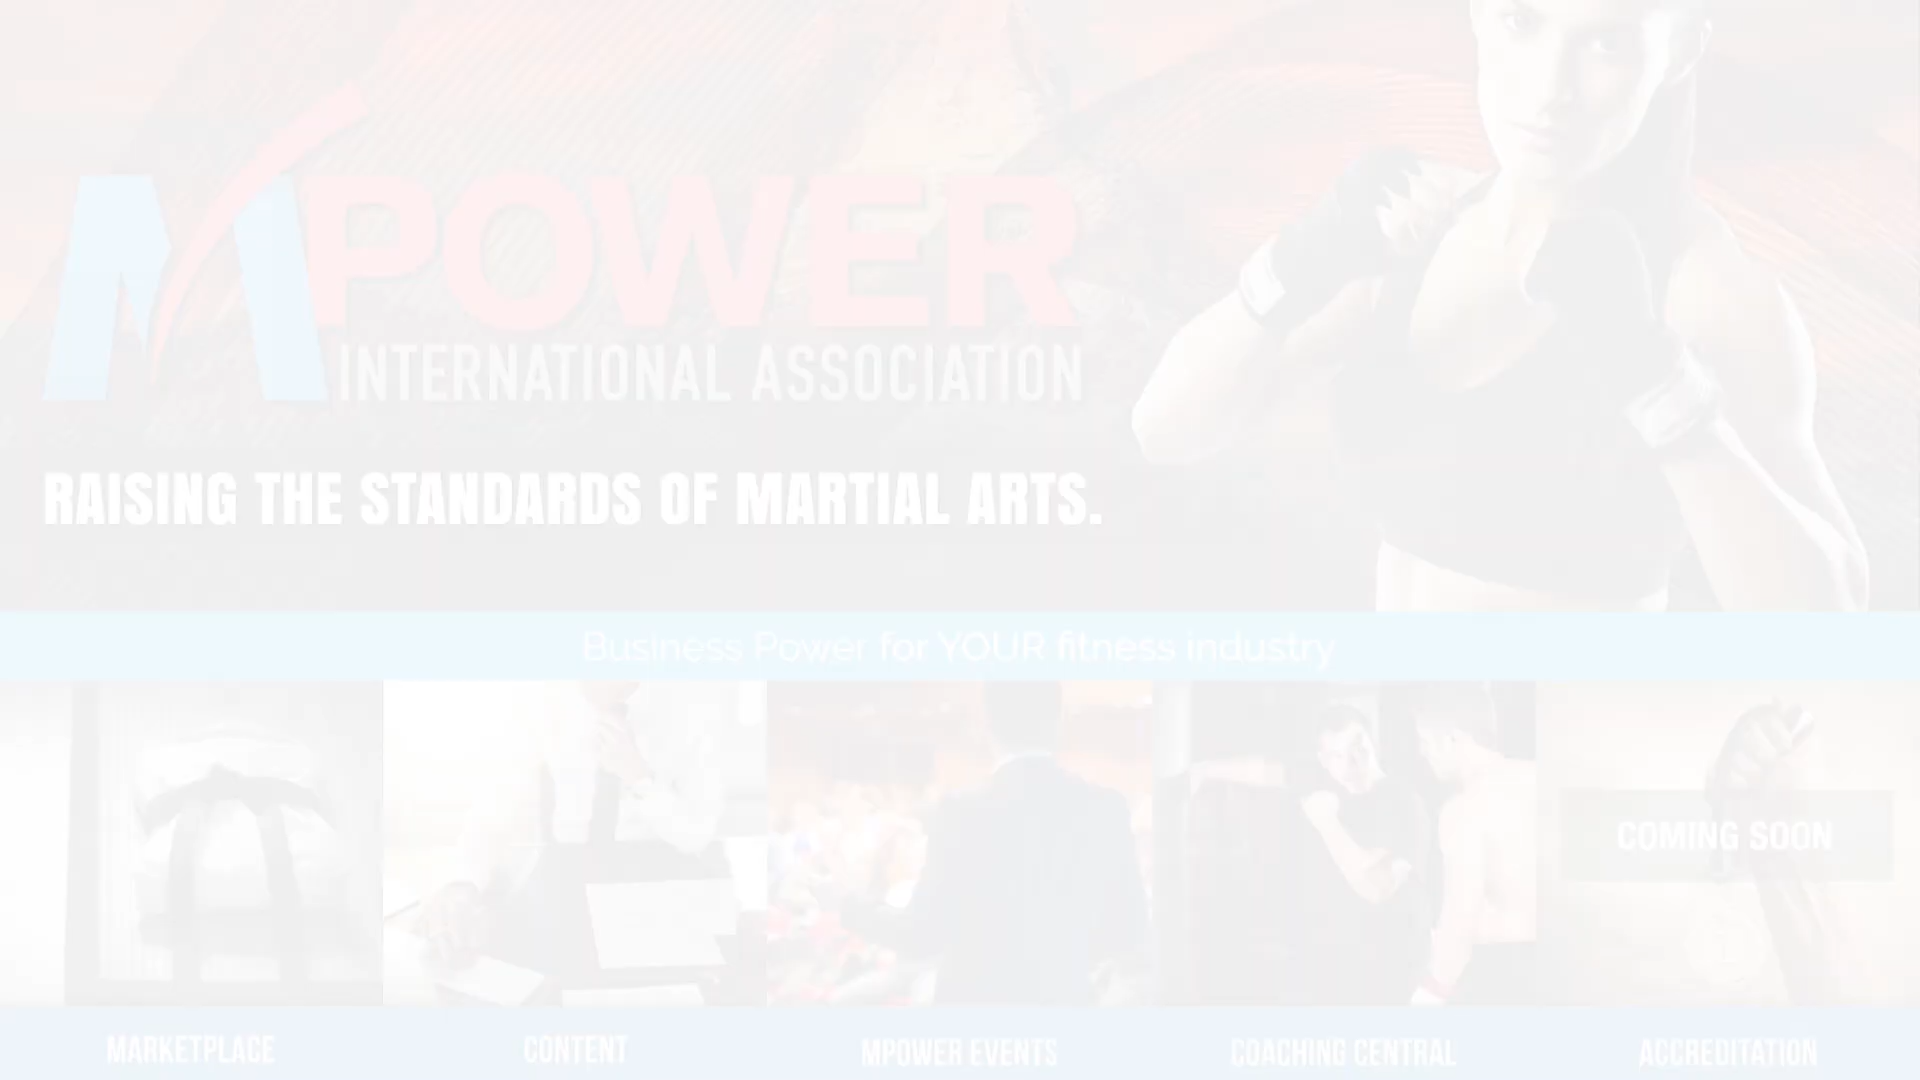 MPOWER
INTERNATIONAL ASSOCIATION
RAISING THE STANDARDS OF MARTIAL ARTS.
Business Power for YOUR fitness industry
COMING SOON
MARKETPLACE
CONTENT
MPOWER EVENTS
COACHING CENTRAL
ACCREDITATION